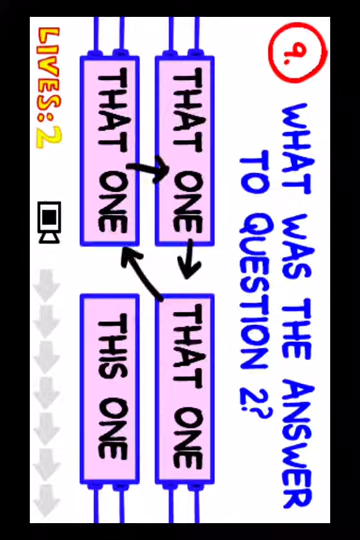 9.
WHAT WAS THE ANSWER
TO QUESTION 2?
THAT ONE
THAT ONE
THAT ONE
THIS ONE
LIVES:2